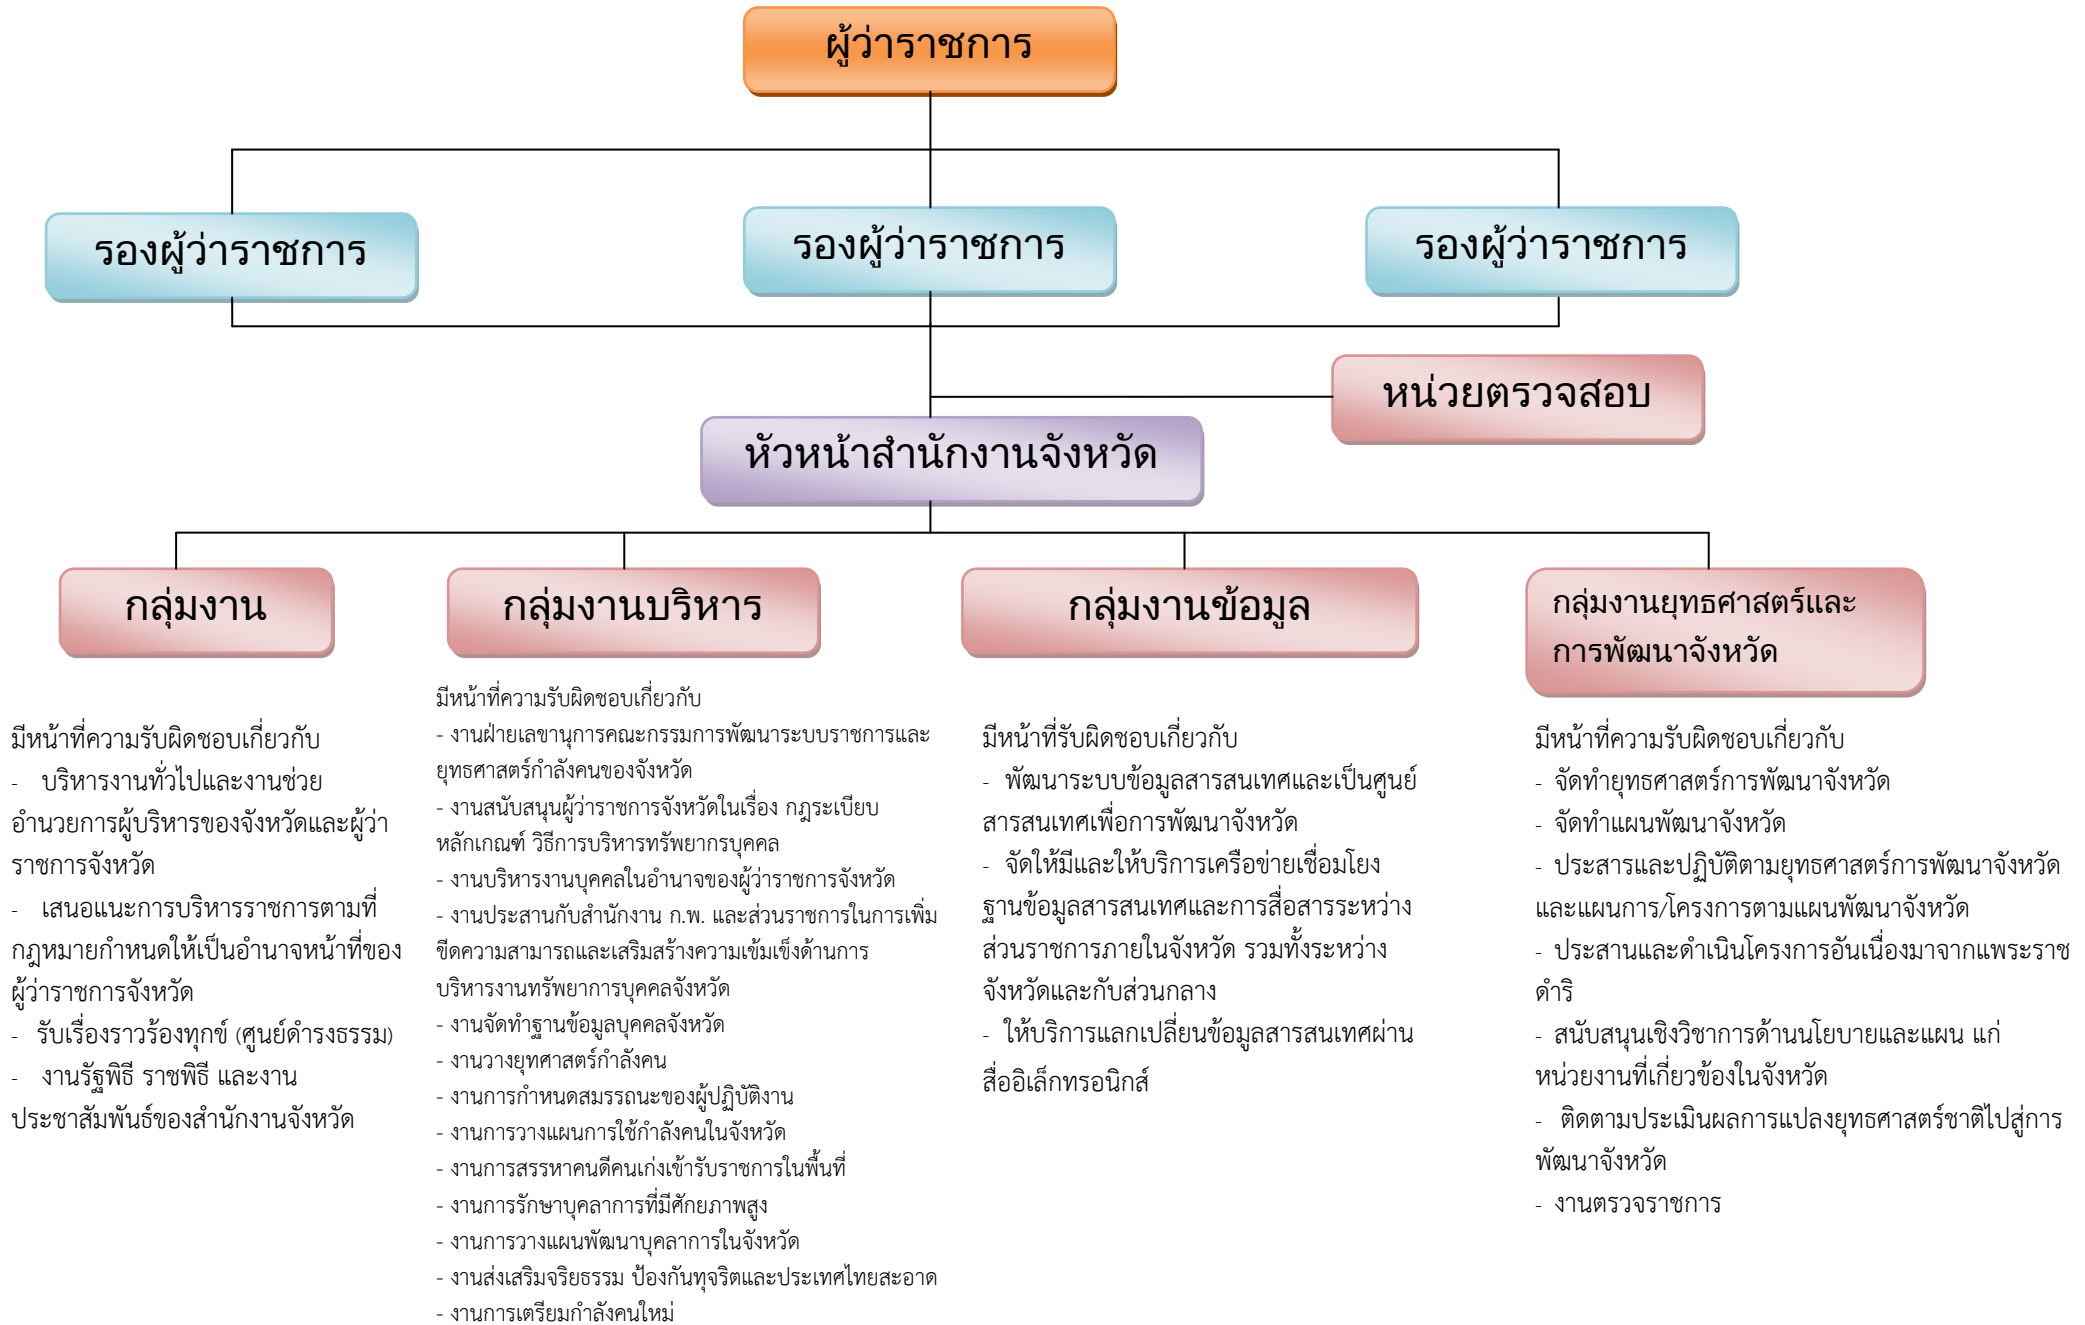 ผู้ว่าราชการ
รองผู้ว่าราชการ
รองผู้ว่าราชการ
รองผู้ว่าราชการ
หน่วยตรวจสอบ
หัวหน้าสำนักงานจังหวัด
กลุ่มงาน
มีหน้าที่ความรับผิดชอบเกี่ยวกับ
- บริหารงานทั่วไปและงานช่วย
อำนวยการผู้บริหารของจังหวัดและผู้ว่า
ราชการจังหวัด
- เสนอแนะการบริหารราชการตามที่
กฎหมายกำหนดให้เป็นอำนาจหน้าที่ของ
ผู้ว่าราชการจังหวัด
- รับเรื่องราวร้องทุกข์ (ศูนย์ดำรงธรรม)
- งานรัฐพิธี ราชพิธี และงาน
ประชาสัมพันธ์ของสำนักงานจังหวัด
กลุ่มงานบริหาร
มีหน้าที่ความรับผิดชอบเกี่ยวกับ
- งานฝ่ายเลขานุการคณะกรรมการพัฒนาระบบราชการและ
ยุทธศาสตร์กำลังคนของจังหวัด
- งานสนับสนุนผู้ว่าราชการจังหวัดในเรื่อง กฎระเบียบ
หลักเกณฑ์ วิธีการบริหารทรัพยากรบุคคล
- งานบริหารงานบุคคลในอำนาจของผู้ว่าราชการจังหวัด
- งานประสานกับสำนักงาน ก.พ. และส่วนราชการในการเพิ่ม
ขีดความสามารถและเสริมสร้างความเข้มเข็งด้านการ
บริหารงานทรัพยาการบุคคลจังหวัด
- งานจัดทำฐานข้อมูลบุคคลจังหวัด
- งานวางยุทศาสตร์กำลังคน
- งานการกำหนดสมรรถนะของผู้ปฏิบัติงาน
- งานการวางแผนการใช้กำลังคนในจังหวัด
- งานการสรรหาคนดีคนเก่งเข้ารับราชการในพื้นที่
- งานการรักษาบุคลาการที่มีศักยภาพสูง
- งานการวางแผนพัฒนาบุคลาการในจังหวัด
- งานส่งเสริมจริยธรรม ป้องกันทุจริตและประเทศไทยสะอาด
- งานการเตรียมกำลังคนใหม่
กลุ่มงานข้อมูล
มีหน้าที่รับผิดชอบเกี่ยวกับ
- พัฒนาระบบข้อมูลสารสนเทศและเป็นศูนย์
สารสนเทศเพื่อการพัฒนาจังหวัด
- จัดให้มีและให้บริการเครือข่ายเชื่อมโยง
ฐานข้อมูลสารสนเทศและการสื่อสารระหว่าง
ส่วนราชการภายในจังหวัด รวมทั้งระหว่าง
จังหวัดและกับส่วนกลาง
- ให้บริการแลกเปลี่ยนข้อมูลสารสนเทศผ่าน
สื่ออิเล็กทรอนิกส์
กลุ่มงานยุทธศาสตร์และ
การพัฒนาจังหวัด
มีหน้าที่ความรับผิดชอบเกี่ยวกับ
- จัดทำยุทธศาสตร์การพัฒนาจังหวัด
- จัดทำแผนพัฒนาจังหวัด
- ประสารและปฏิบัติตามยุทธศาสตร์การพัฒนาจังหวัด
และแผนการ/โครงการตามแผนพัฒนาจังหวัด
- ประสานและดำเนินโครงการอันเนื่องมาจากแพระราช
ดำริ
- สนับสนุนเชิงวิชาการด้านนโยบายและแผน แก่
หน่วยงานที่เกี่ยวข้องในจังหวัด
- ติดตามประเมินผลการแปลงยุทธศาสตร์ชาติไปสู่การ
พัฒนาจังหวัด
- งานตรวจราชการ